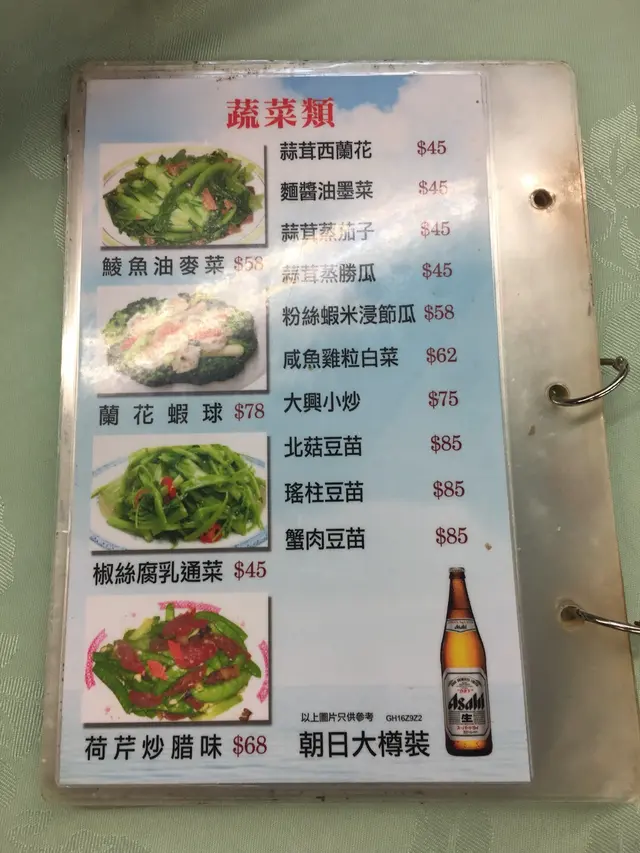 蔬菜類
蒜茸西蘭花 $45
麵醬油墨菜 $45
蒜茸蒸茄子 $45
蒜茸蒸勝瓜 $45
粉絲蝦米浸節瓜 $58
咸魚雞粒白菜 $62
大興小炒 $75
北菇豆苗 $85
瑤柱豆苗 $85
蟹肉豆苗 $85
鯪魚油麥菜 $58
蘭花蝦球 $78
椒絲腐乳通菜 $45
荷芹炒腊味 $68
以上圖片只供參考 GH16Z9Z2
朝日大樽裝
Asahi
Asahi
生